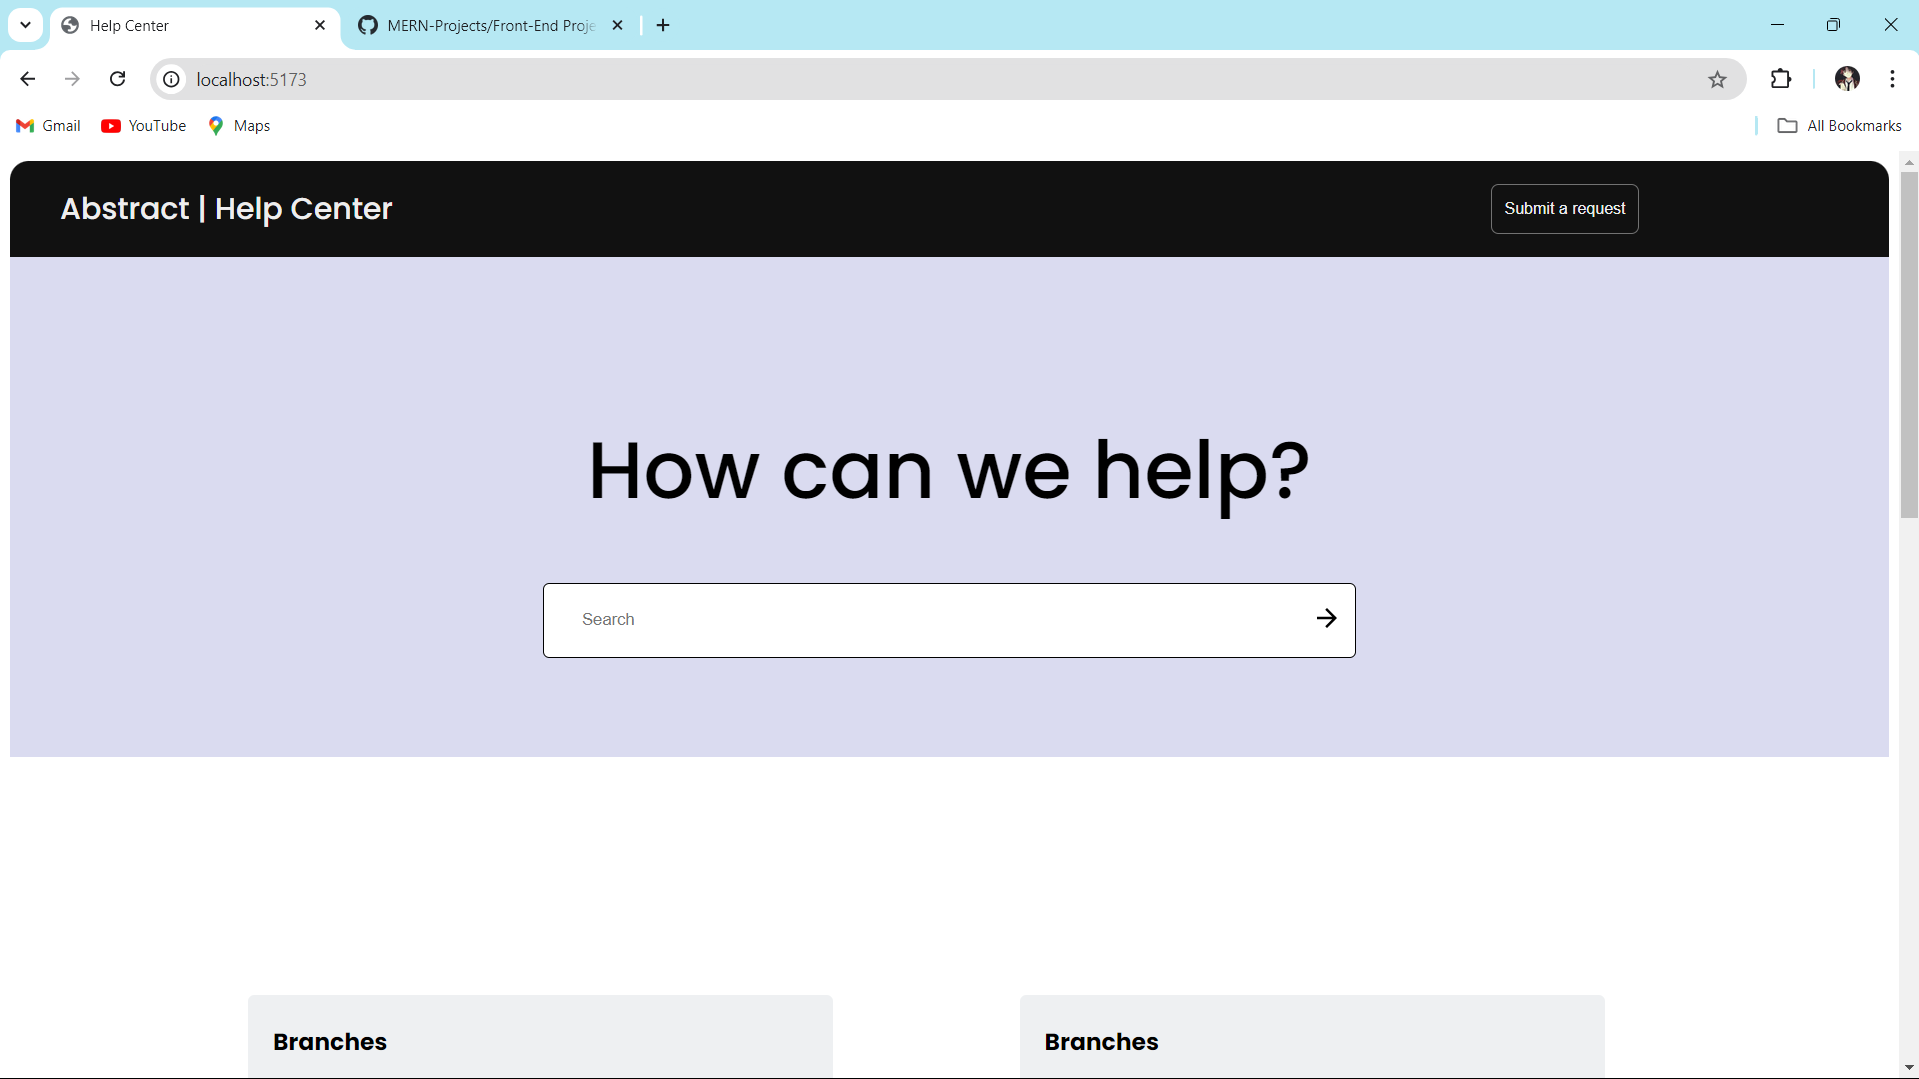 Help Center
MERN-Projects/Front-End Proje
localhost:5173
Gmail YouTube Maps All Bookmarks
Abstract | Help Center
Submit a request
How can we help?
Search
Branches Branches